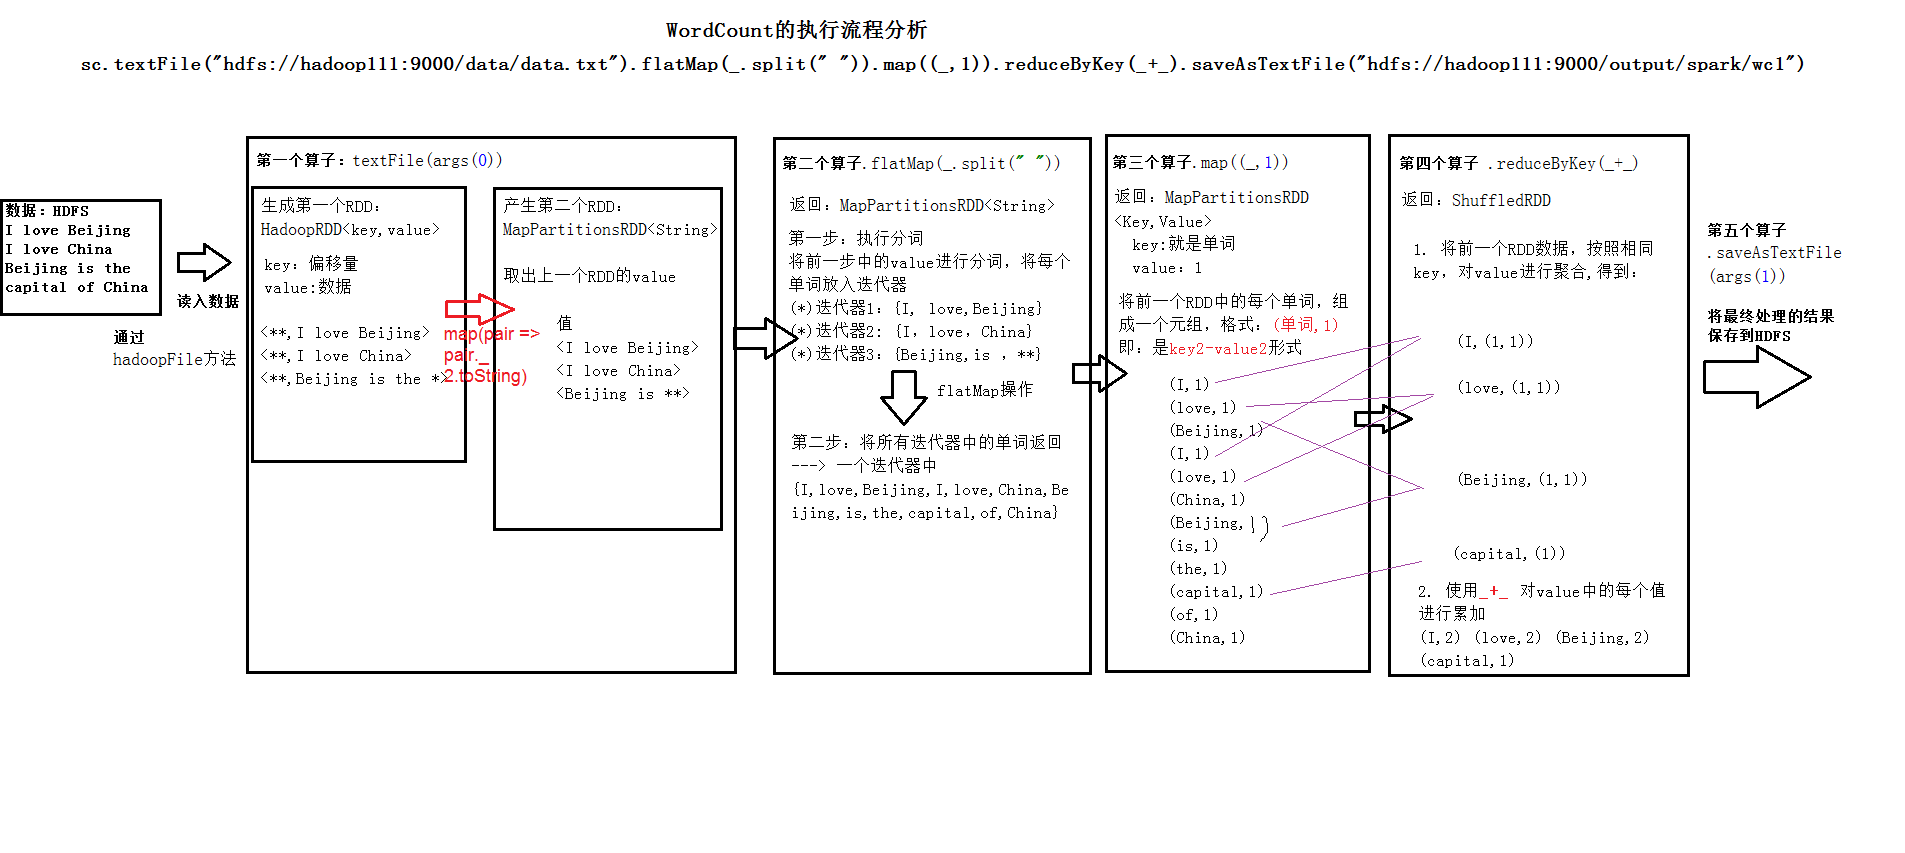 WordCount的执行流程分析
sc.textFile("hdfs://hadoop111:9000/data/data.txt").flatMap(_.split(" ")).map((_,1)).reduceByKey(_+_).saveAsTextFile("hdfs://hadoop111:9000/output/spark/wc1")
数据：HDFS
I love Beijing
I love China
Beijing is the
capital of China
读入数据
通过
hadoopFile方法
第一个算子：textFile(args(0))
生成第一个RDD：
HadoopRDD<key,value>
key：偏移量
value:数据
<**,I love Beijing>
<**,I love China>
<**,Beijing is the *>
map(pair =>
pair._
2.toString)
产生第二个RDD：
MapPartitionsRDD<String>
取出上一个RDD的value
值
<I love Beijing>
<I love China>
<Beijing is **>
第二个算子.flatMap(_.split(" "))
返回：MapPartitionsRDD<String>
第一步：执行分词
将前一步中的value进行分词，将每个
单词放入迭代器
(*)迭代器1：{I, love,Beijing}
(*)迭代器2：{I，love，China}
(*)迭代器3：{Beijing,is ，**}
flatMap操作
第二步：将所有迭代器中的单词返回
---> 一个迭代器中
{I,love,Beijing,I,love,China,Be
ijing,is,the,capital,of,China}
第三个算子.map((_,1))
返回：MapPartitionsRDD
<Key,Value>
key:就是单词
value：1
将前一个RDD中的每个单词，组
成一个元组，格式：(单词,1)
即：是key2-value2形式
(I,1)
(love,1)
(Beijing,1)
(I,1)
(love,1)
(China,1)
(Beijing,1)
(is,1)
(the,1)
(capital,1)
(of,1)
(China,1)
第四个算子 .reduceByKey(_+_)
返回：ShuffledRDD
1. 将前一个RDD数据，按照相同
key，对value进行聚合,得到：
(I,(1,1))
(love,(1,1))
(Beijing,(1,1))
(capital,(1))
2. 使用_+_ 对value中的每个值
进行累加
(I,2) (love,2) (Beijing,2)
(capital,1)
第五个算子
.saveAsTextFile
(args(1))
将最终处理的结果
保存到HDFS